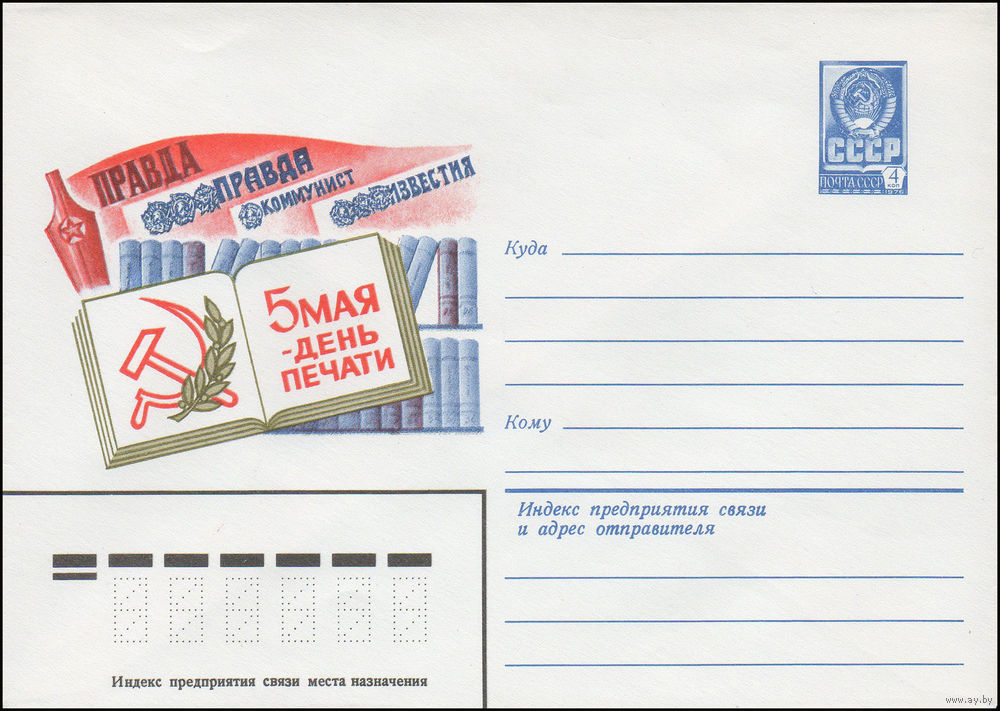 ПРАВДА
ПРАВДА
КОММУНИСТ
ИЗВЕСТИЯ
5 МАЯ
-ДЕНЬ
ПЕЧАТИ
СССР
ПОЧТА СССР
4
КОП
1976
Куда
Кому
Индекс предприятия связи
и адрес отправителя
Индекс предприятия связи места назначения
www.ay.by